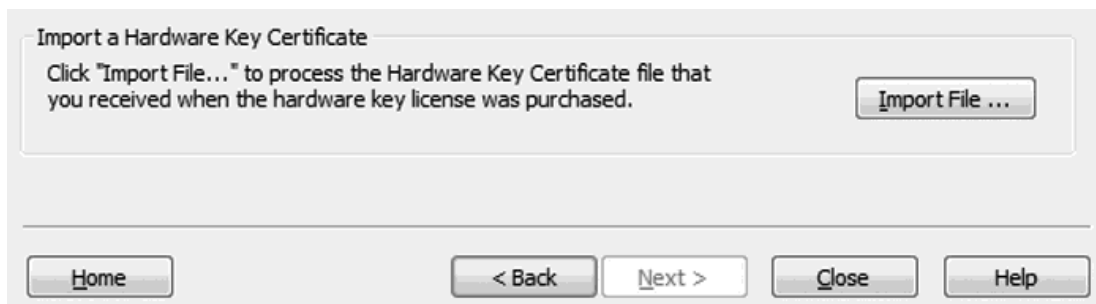 Import a Hardware Key Certificate
Click "Import File..." to process the Hardware Key Certificate file that
you received when the hardware key license was purchased.
Import File ...
Home
< Back
Next >
Close
Help